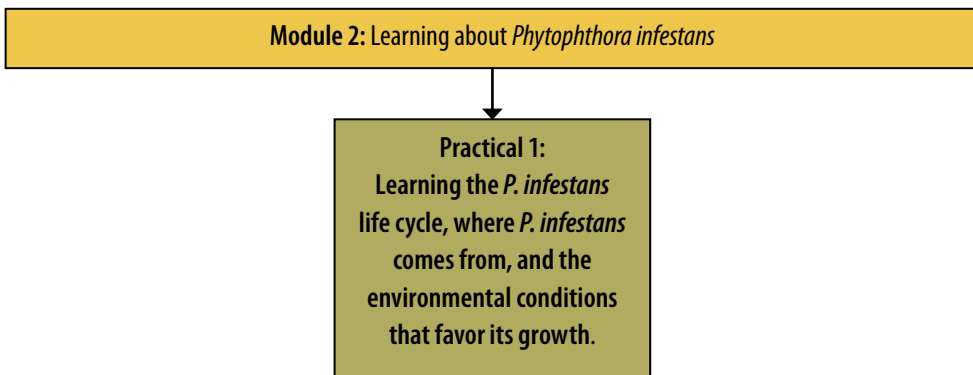 Module 2: Learning about Phytophthora infestans
Practical 1:
Learning the P. infestans
life cycle, where P. infestans
comes from, and the
environmental conditions
that favor its growth.